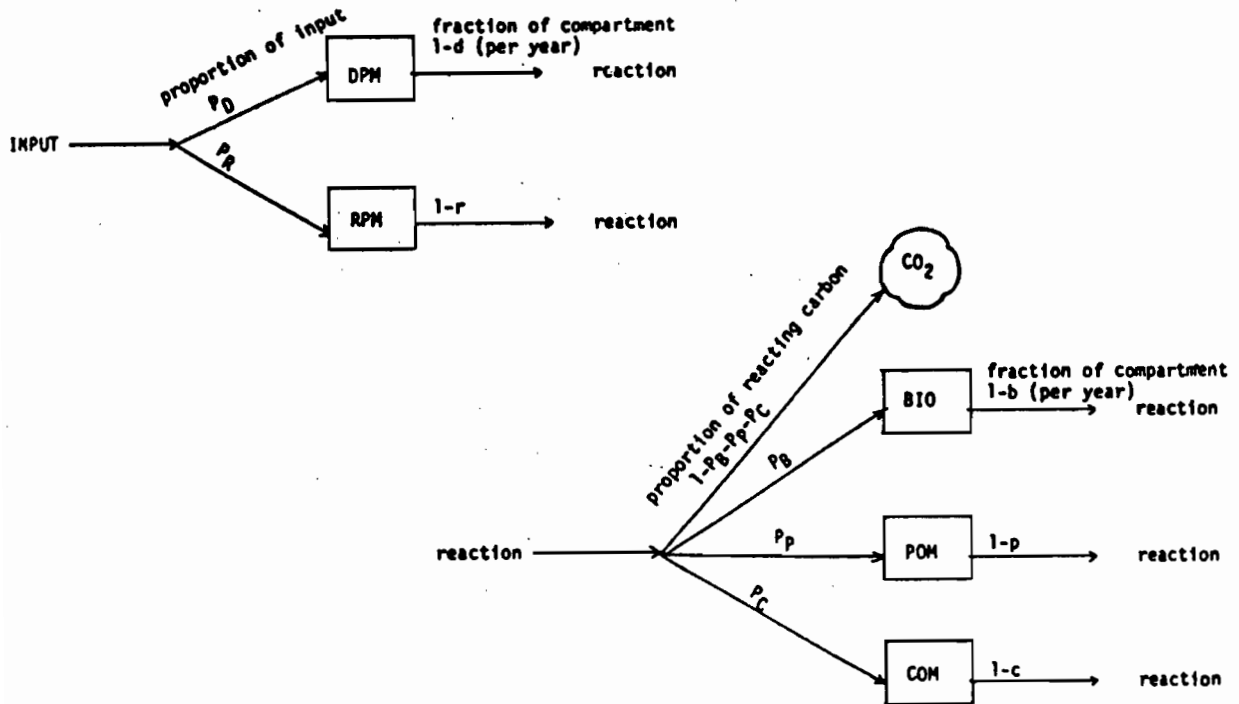 proportion of input
fraction of compartment
1-d (per year)
DPM
reaction
P_D
INPUT
P_R
RPM
1-r
reaction
CO₂
proportion of reacting carbon
1-P_B-P_P-P_C
fraction of compartment
1-b (per year)
BIO
reaction
P_B
reaction
P_P
POM
1-p
reaction
P_C
COM
1-c
reaction